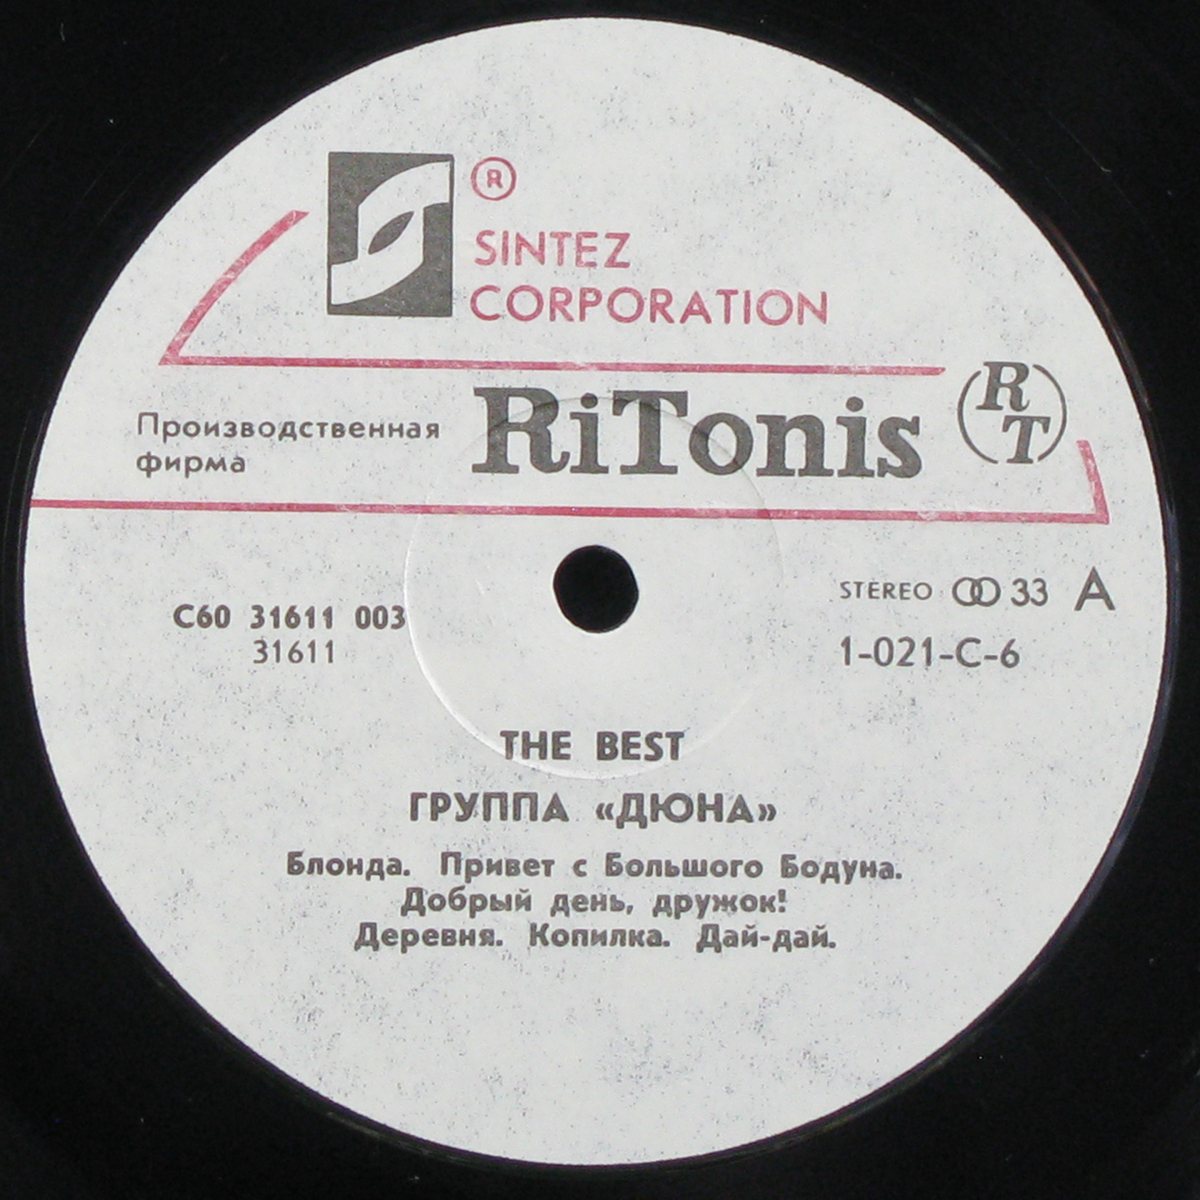 ®
SINTEZ
CORPORATION
Производственная
фирма
RiTonis
RT
С60 31611 003
31611
STEREO 33 A
1-021-C-6
THE BEST
ГРУППА «ДЮНА»
Блонда. Привет с Большого Бодуна.
Добрый день, дружок!
Деревня. Копилка. Дай-дай.